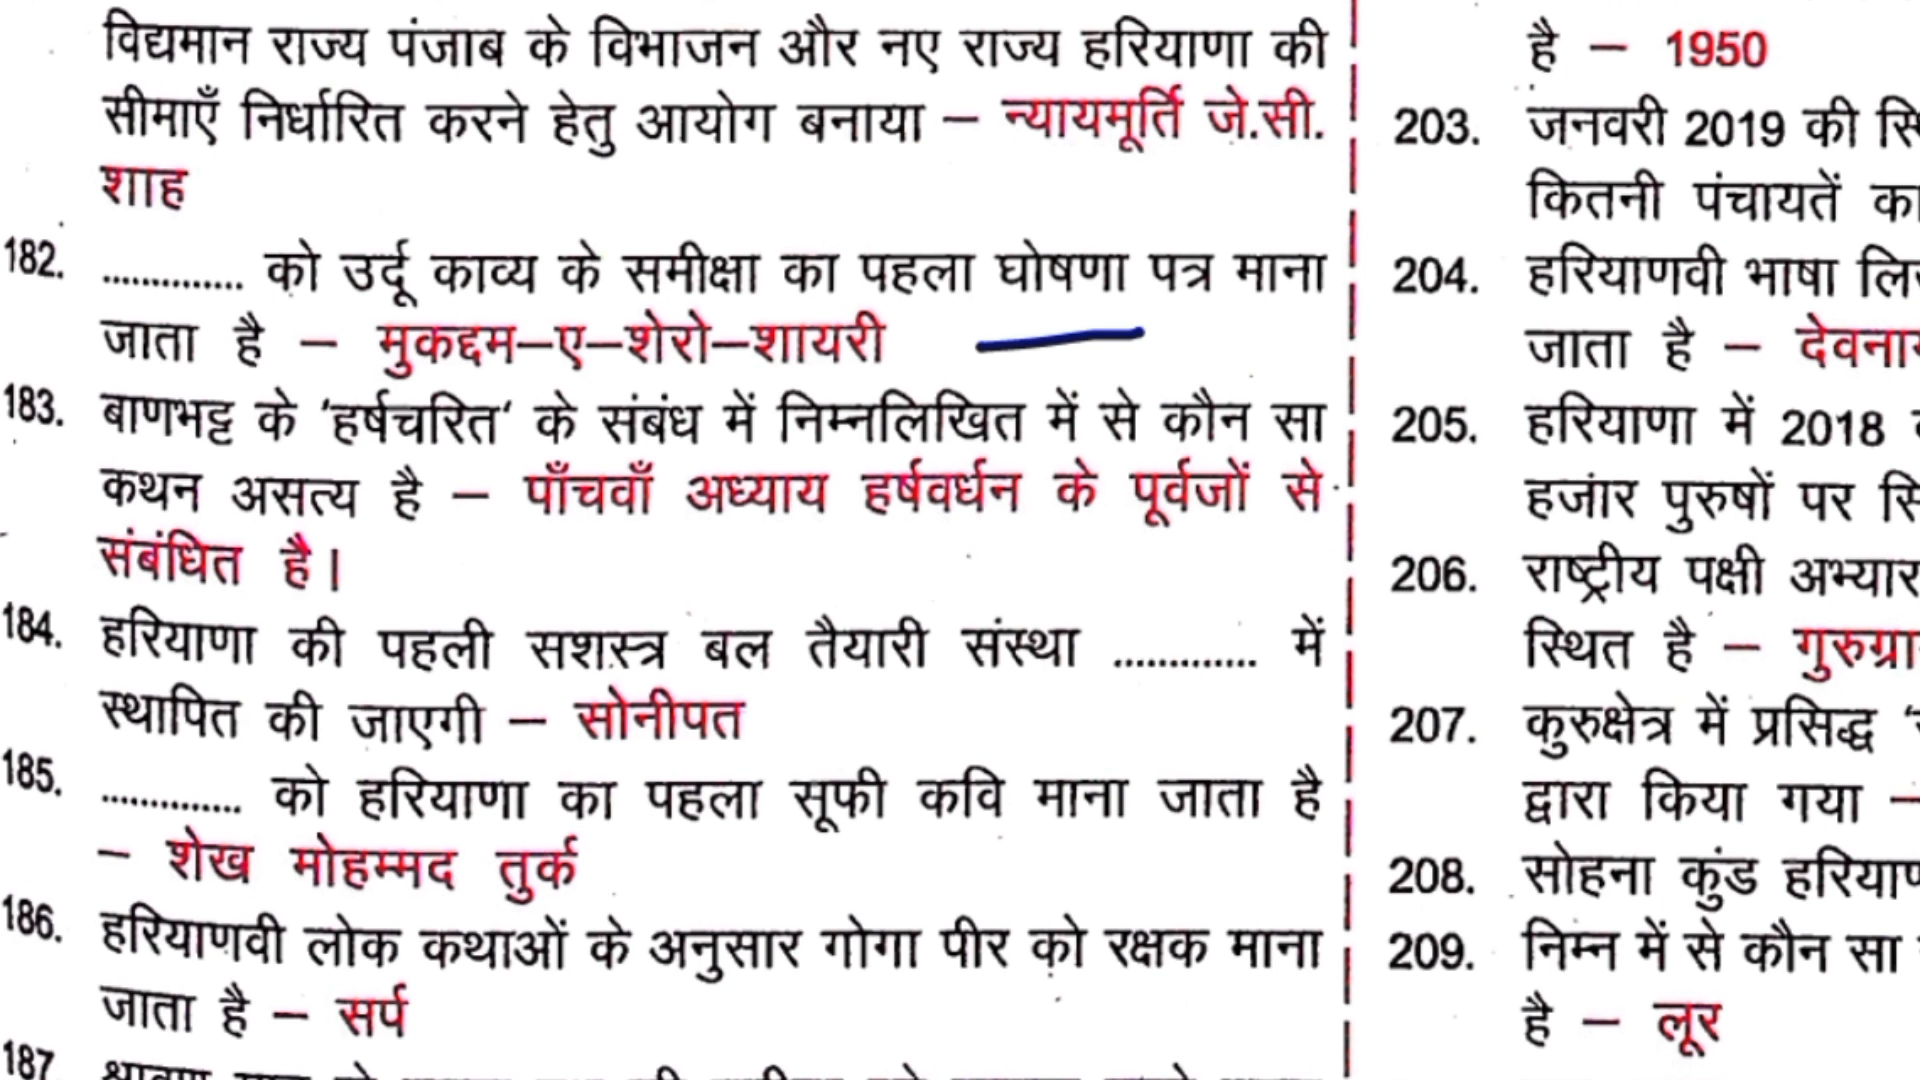 विद्यमान राज्य पंजाब के विभाजन और नए राज्य हरियाणा की
सीमाएँ निर्धारित करने हेतु आयोग बनाया – न्यायमूर्ति जे.सी.
शाह
182. .............. को उर्दू काव्य के समीक्षा का पहला घोषणा पत्र माना
जाता है – मुकद्दम–ए–शेरो–शायरी
183. बाणभट्ट के 'हर्षचरित' के संबंध में निम्नलिखित में से कौन सा
कथन असत्य है – पाँचवाँ अध्याय हर्षवर्धन के पूर्वजों से
संबंधित है।
184. हरियाणा की पहली सशस्त्र बल तैयारी संस्था ............. में
स्थापित की जाएगी – सोनीपत
185. .............. को हरियाणा का पहला सूफी कवि माना जाता है
– शेख मोहम्मद तुर्क
186. हरियाणवी लोक कथाओं के अनुसार गोगा पीर को रक्षक माना
जाता है – सर्प
187.
है – 1950
203. जनवरी 2019 की
कितनी पंचायतें
204. हरियाणवी भाषा
जाता है –
205. हरियाणा में 2018
हजार पुरुषों पर
206. राष्ट्रीय पक्षी
स्थित है –
207. कुरुक्षेत्र में प्रसिद्ध
द्वारा किया गया –
208. सोहना कुंड
209. निम्न में से कौन सा
है – लूर